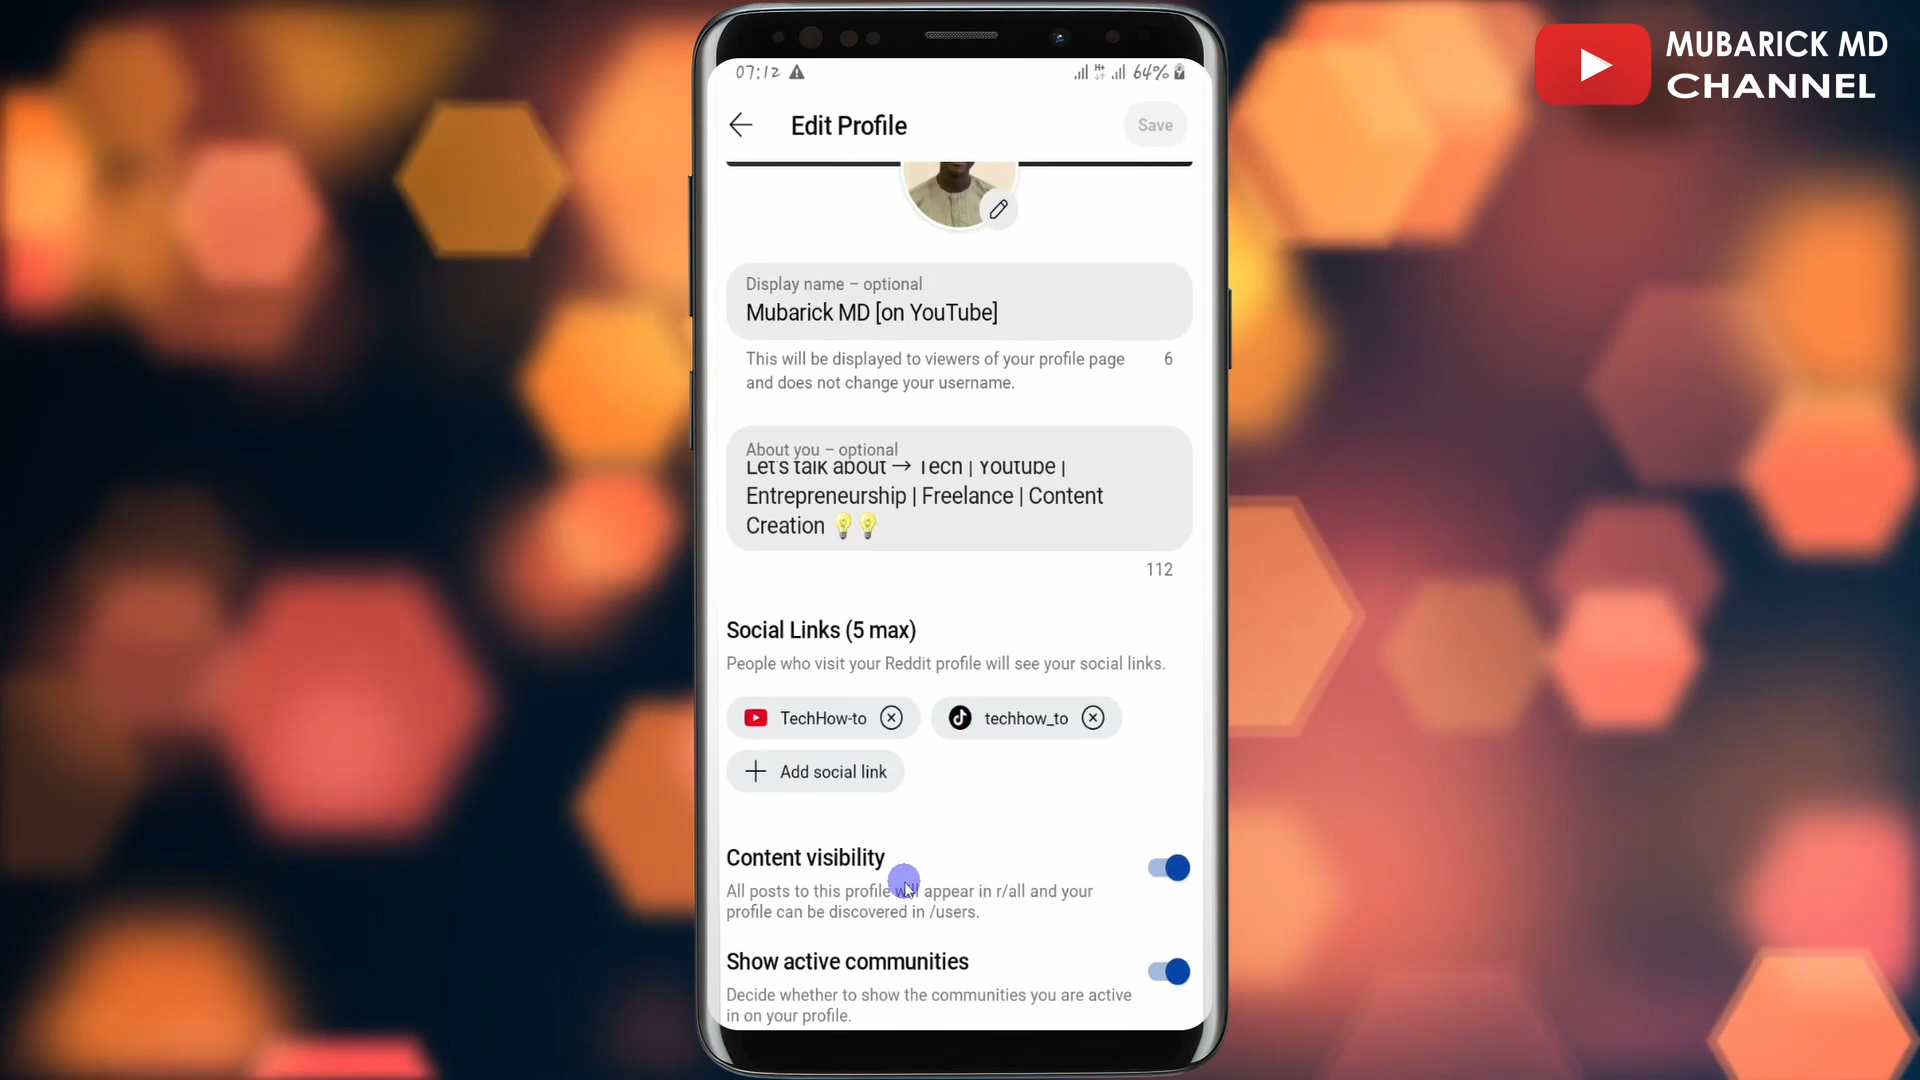 MUBARICK MD
CHANNEL
07:12 H+ 64%
Edit Profile
Save
Display name – optional
Mubarick MD [on YouTube]
This will be displayed to viewers of your profile page 6
and does not change your username.
About you – optional
Let's talk about → Tech | Youtube |
Entrepreneurship | Freelance | Content
Creation 💡💡
112
Social Links (5 max)
People who visit your Reddit profile will see your social links.
TechHow-to
techhow_to
Add social link
Content visibility
All posts to this profile will appear in r/all and your
profile can be discovered in /users.
Show active communities
Decide whether to show the communities you are active
in on your profile.